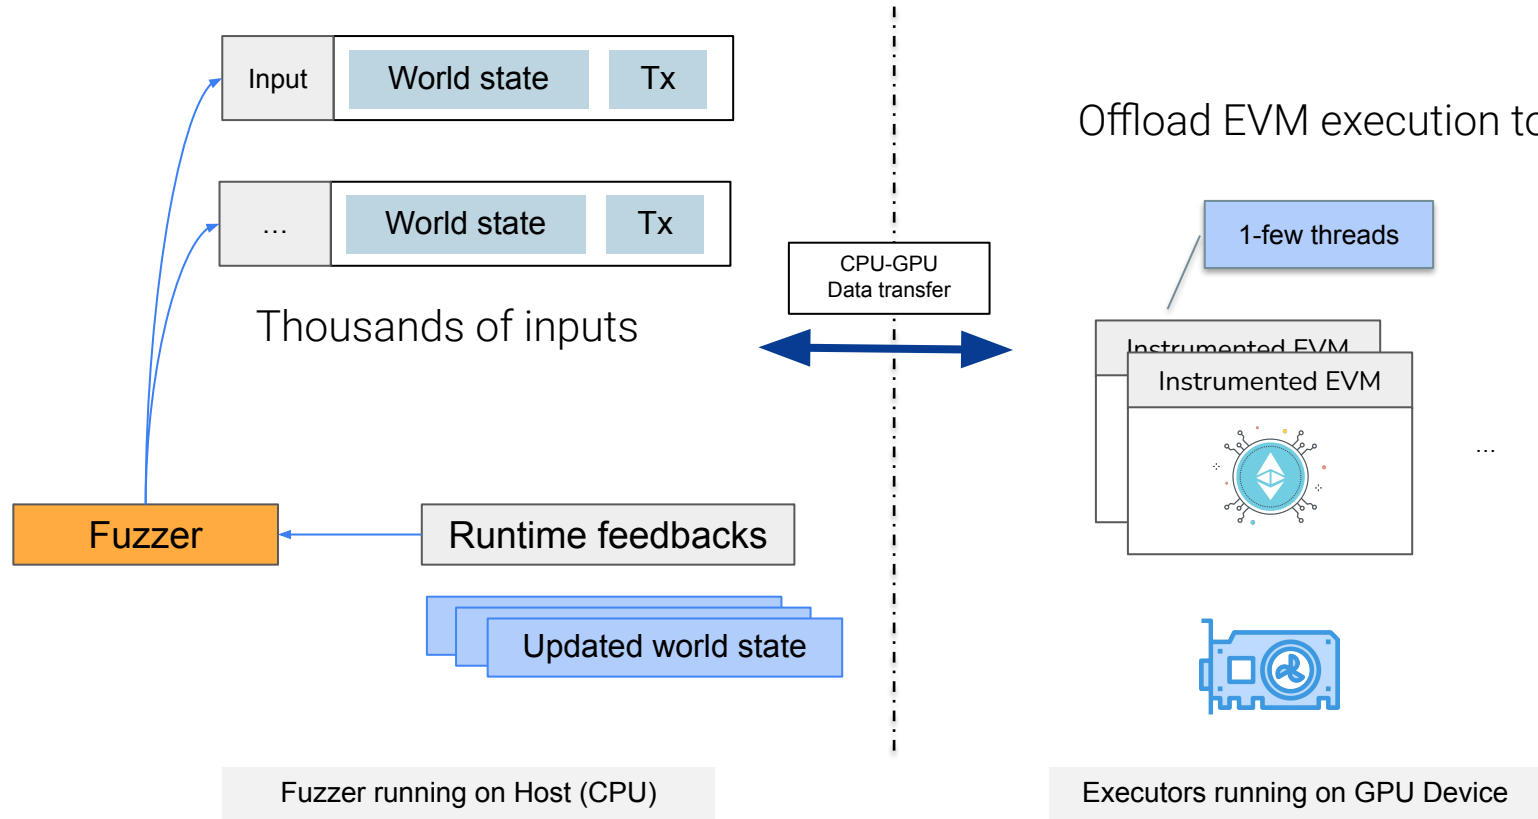 Input
World state
Tx
...
World state
Tx
Thousands of inputs
Fuzzer
Runtime feedbacks
Updated world state
Fuzzer running on Host (CPU)
CPU-GPU
Data transfer
Offload EVM execution to
1-few threads
Instrumented EVM
Instrumented EVM
...
Executors running on GPU Device